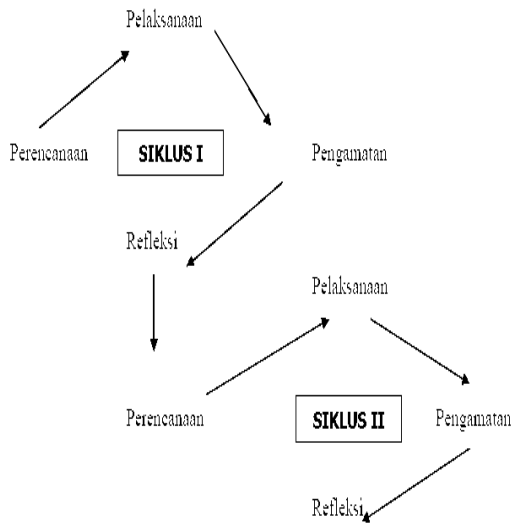 Pelaksanaan
Perencanaan
SIKLUS I
Pengamatan
Refleksi
Pelaksanaan
Perencanaan
SIKLUS II
Pengamatan
Refleksi